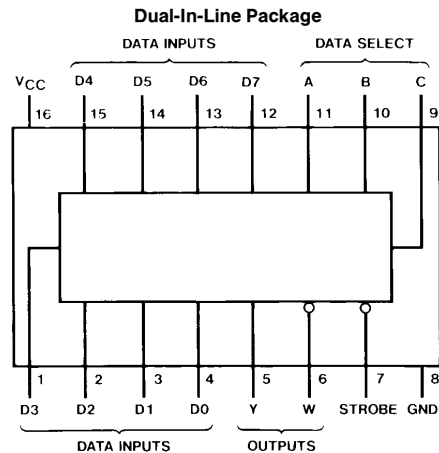 Dual-In-Line Package
DATA INPUTS DATA SELECT
VCC D4 D5 D6 D7 A B C
16 15 14 13 12 11 10 9
1 2 3 4 5 6 7 8
D3 D2 D1 D0 Y W STROBE GND
DATA INPUTS OUTPUTS